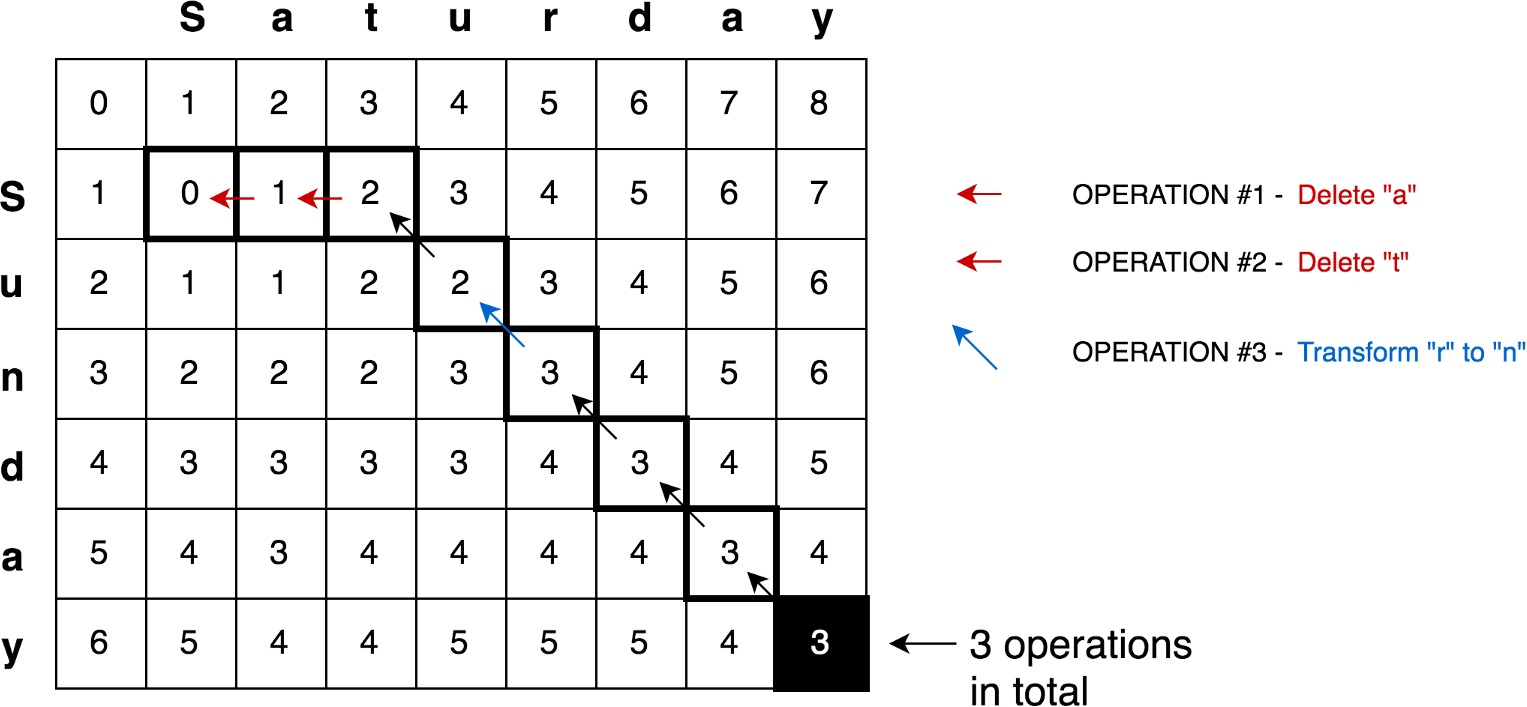 S a t u r d a y
0 1 2 3 4 5 6 7 8
S 1 0 1 2 3 4 5 6 7
OPERATION #1 - Delete "a"
u 2 1 1 2 2 3 4 5 6
OPERATION #2 - Delete "t"
n 3 2 2 2 3 3 4 5 6
OPERATION #3 - Transform "r" to "n"
d 4 3 3 3 3 4 3 4 5
a 5 4 3 4 4 4 4 3 4
y 6 5 4 4 5 5 5 4 3
3 operations
in total